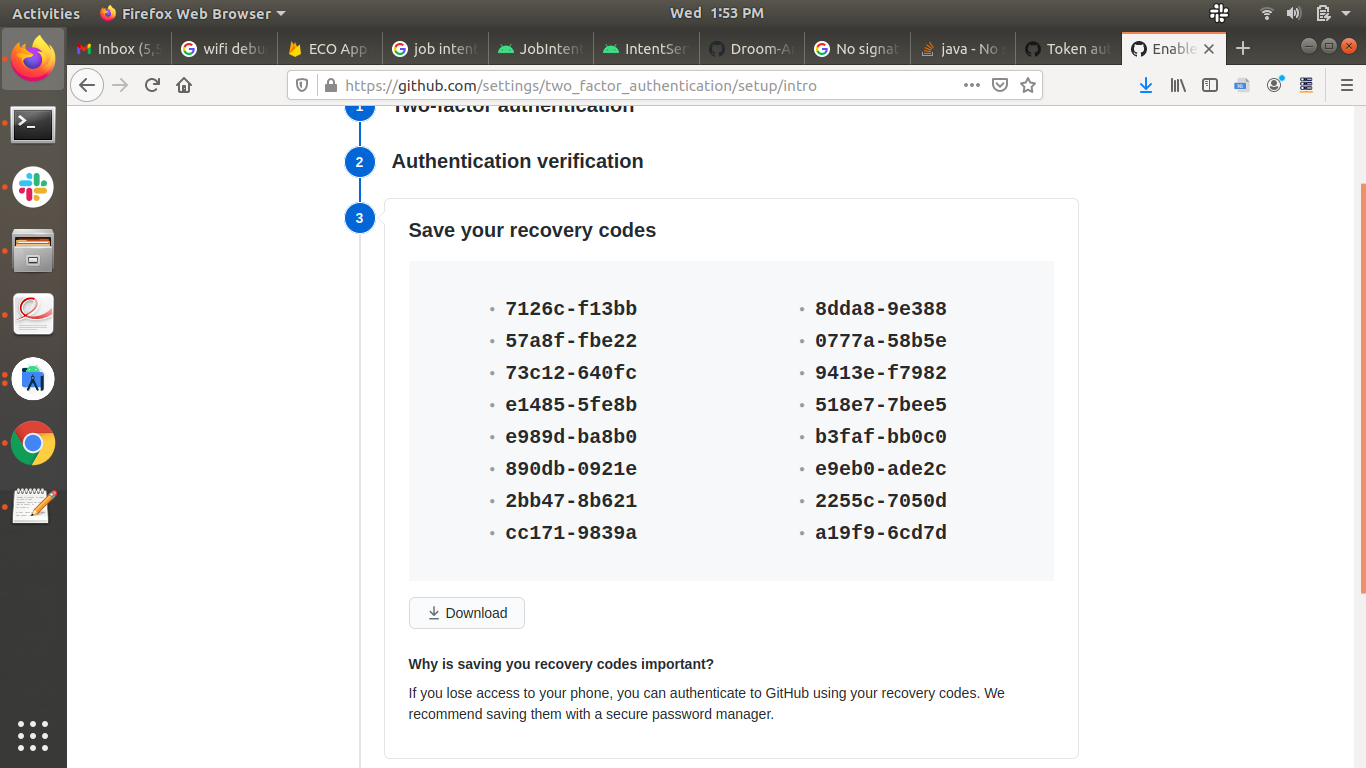 Activities
Firefox Web Browser
Wed 1:53 PM
Inbox (5,5
wifi debu
ECO App
job intent
JobIntent
IntentSer
Droom-A
No signat
java - No s
Token aut
Enable
https://github.com/settings/two_factor_authentication/setup/intro
1 Two-factor authentication
2 Authentication verification
3
Save your recovery codes
7126c-f13bb 8dda8-9e388
57a8f-fbe22 0777a-58b5e
73c12-640fc 9413e-f7982
e1485-5fe8b 518e7-7bee5
e989d-ba8b0 b3faf-bb0c0
890db-0921e e9eb0-ade2c
2bb47-8b621 2255c-7050d
cc171-9839a a19f9-6cd7d
Download
Why is saving you recovery codes important?
If you lose access to your phone, you can authenticate to GitHub using your recovery codes. We
recommend saving them with a secure password manager.